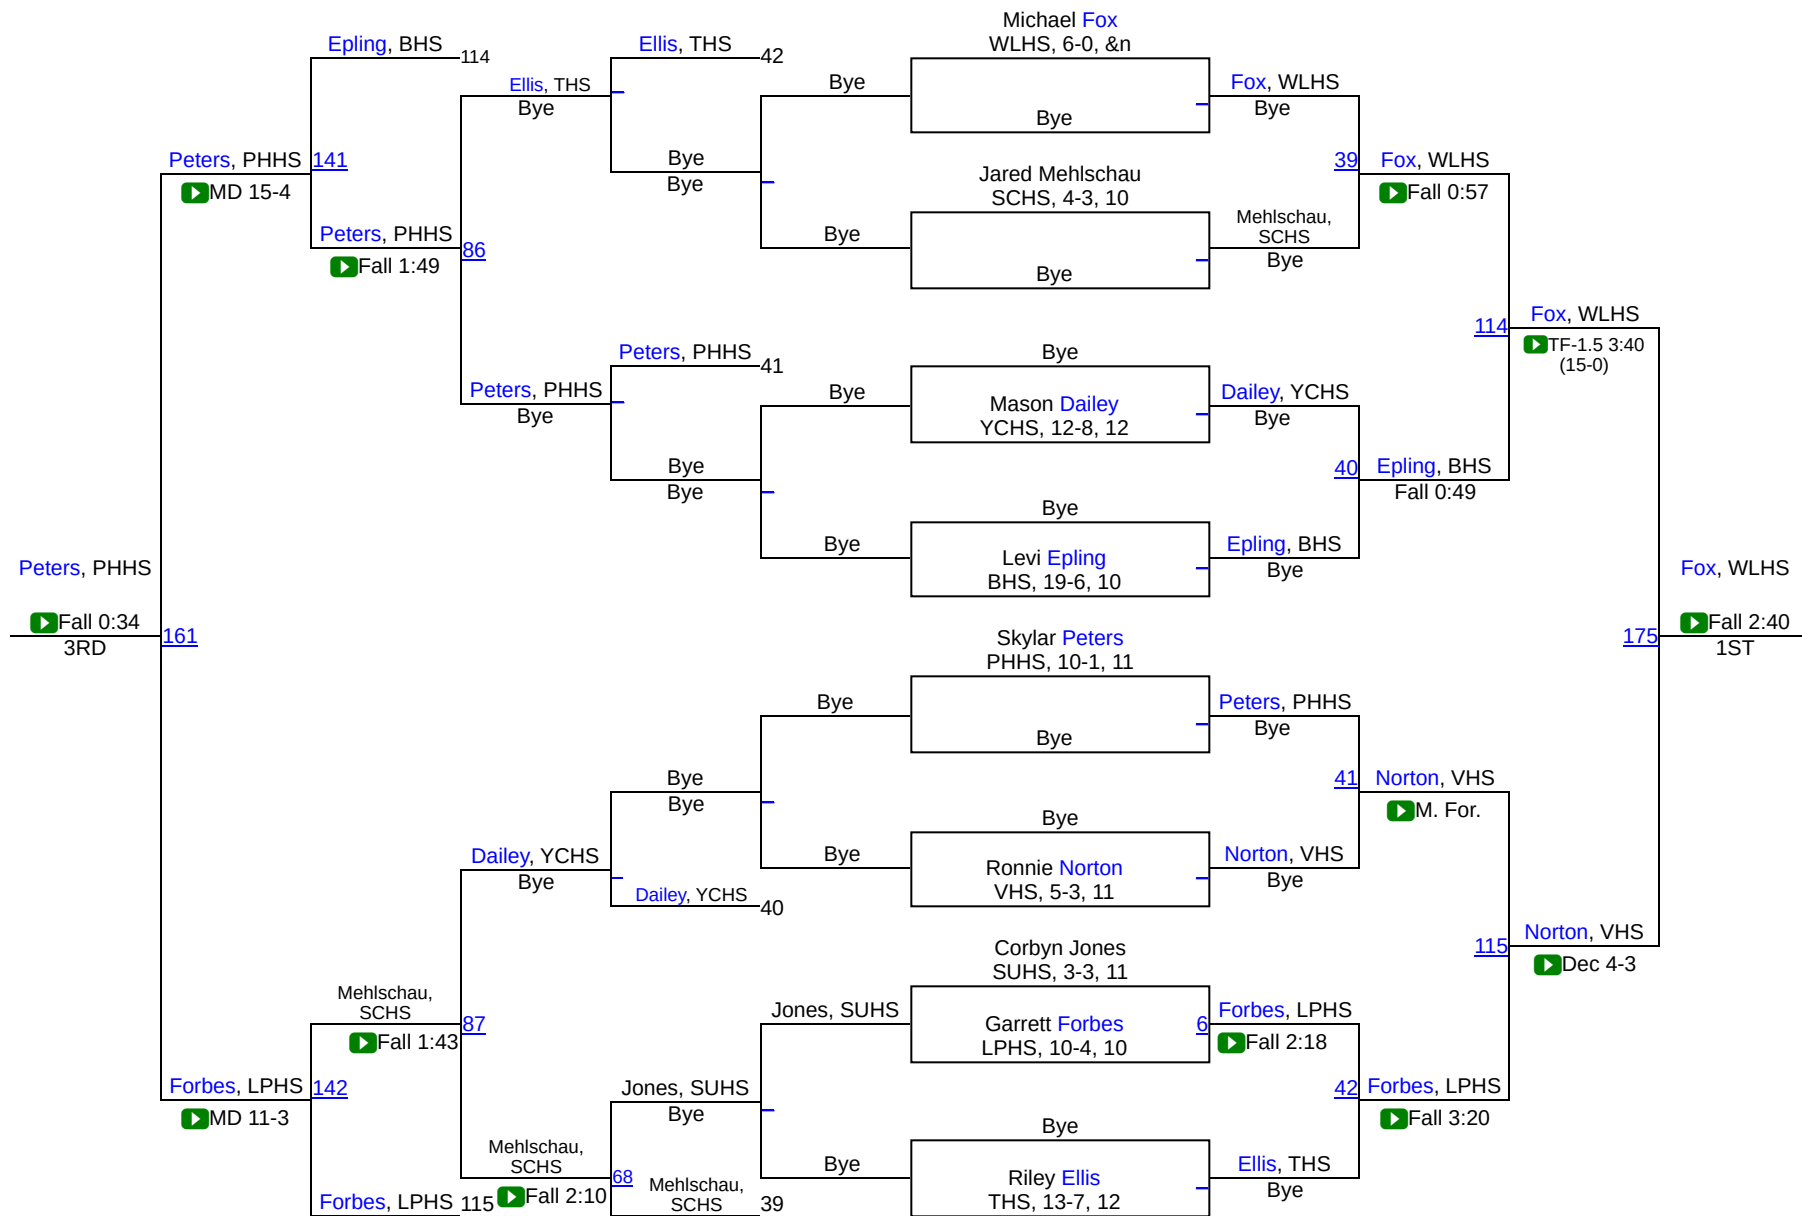 Michael Fox
WLHS, 6-0, &n
Epling, BHS
114
Ellis, THS
42
Ellis, THS
Bye
Bye
Bye
Fox, WLHS
Bye
Peters, PHHS
141
MD 15-4
Bye
Bye
Jared Mehlschau
SCHS, 4-3, 10
39
Fox, WLHS
Fall 0:57
Peters, PHHS
86
Fall 1:49
Bye
Bye
Mehlschau,
SCHS
Bye
Peters, PHHS
41
Bye
114
Fox, WLHS
TF-1.5 3:40
(15-0)
Peters, PHHS
Bye
Bye
Mason Dailey
YCHS, 12-8, 12
Dailey, YCHS
Bye
Bye
Bye
40
Epling, BHS
Fall 0:49
Bye
Bye
Levi Epling
BHS, 19-6, 10
Epling, BHS
Bye
Peters, PHHS
Fall 0:34
3RD
161
Fox, WLHS
175
Fall 2:40
1ST
Skylar Peters
PHHS, 10-1, 11
Bye
Bye
Peters, PHHS
Bye
Bye
Bye
41
Norton, VHS
M. For.
Dailey, YCHS
Bye
Bye
Bye
Ronnie Norton
VHS, 5-3, 11
Norton, VHS
Bye
Dailey, YCHS
40
115
Norton, VHS
Dec 4-3
Corbyn Jones
SUHS, 3-3, 11
Mehlschau,
SCHS
87
Fall 1:43
Jones, SUHS
Garrett Forbes
LPHS, 10-4, 10
6
Forbes, LPHS
Fall 2:18
Forbes, LPHS
142
MD 11-3
Jones, SUHS
Bye
42
Forbes, LPHS
Fall 3:20
Mehlschau,
SCHS
68
Fall 2:10
Bye
Bye
Riley Ellis
THS, 13-7, 12
Ellis, THS
Bye
Forbes, LPHS
115
Mehlschau,
SCHS
39